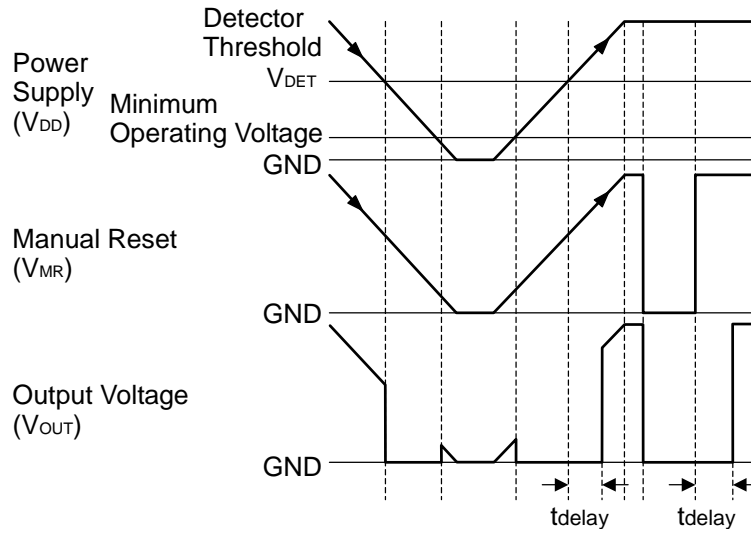 Detector
Threshold
VDET
Power
Supply
(VDD)
Minimum
Operating Voltage
GND
Manual Reset
(VMR)
GND
Output Voltage
(VOUT)
GND
tdelay
tdelay